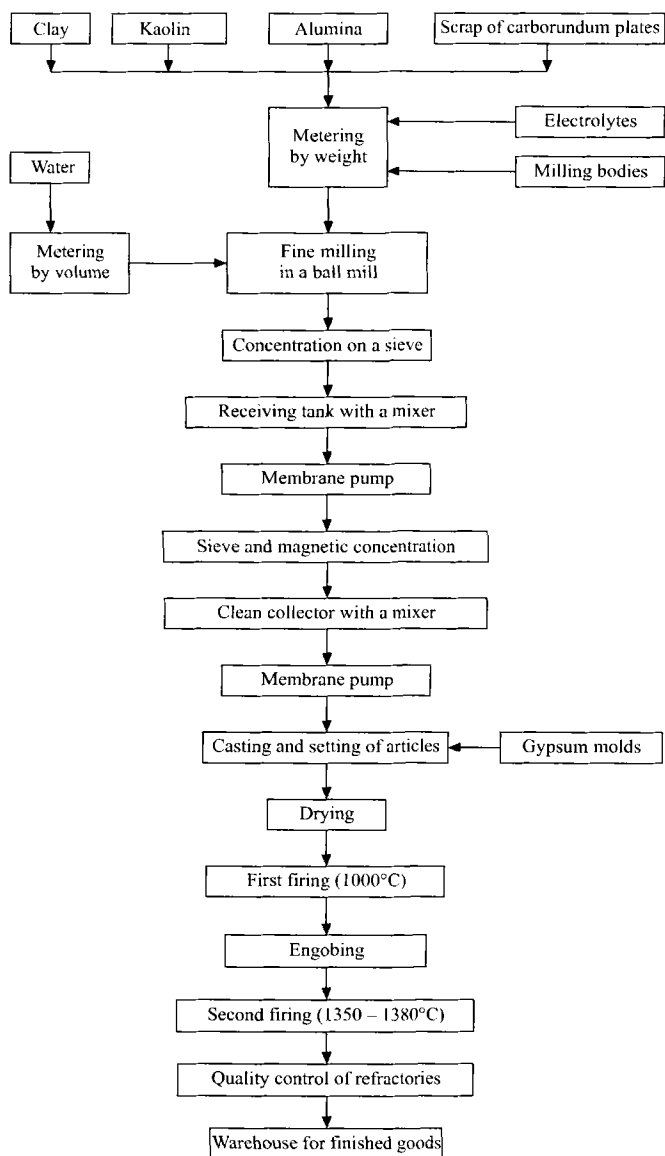 Clay
Kaolin
Alumina
Scrap of carborundum plates
Metering
by weight
Electrolytes
Milling bodies
Water
Metering
by volume
Fine milling
in a ball mill
Concentration on a sieve
Receiving tank with a mixer
Membrane pump
Sieve and magnetic concentration
Clean collector with a mixer
Membrane pump
Casting and setting of articles
Gypsum molds
Drying
First firing (1000°C)
Engobing
Second firing (1350 – 1380°C)
Quality control of refractories
Warehouse for finished goods